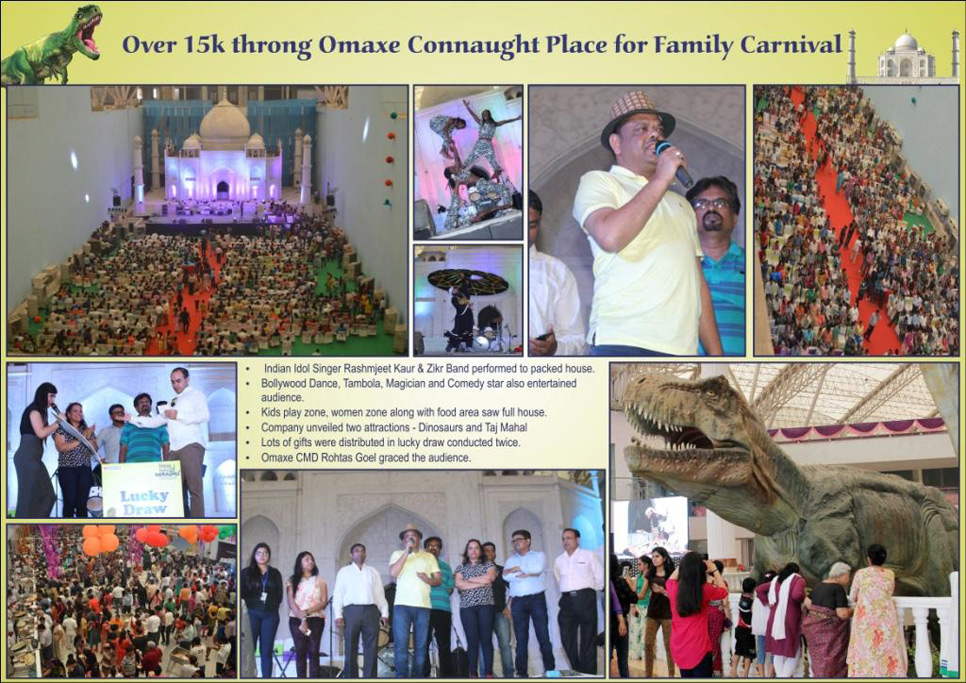 Over 15k throng Omaxe Connaught Place for Family Carnival
• Indian Idol Singer Rashmjeet Kaur & Zikr Band performed to packed house.
• Bollywood Dance, Tambola, Magician and Comedy star also entertained
audience.
• Kids play zone, women zone along with food area saw full house.
• Company unveiled two attractions - Dinosaurs and Taj Mahal
• Lots of gifts were distributed in lucky draw conducted twice.
• Omaxe CMD Rohtas Goel graced the audience.
Lucky
Draw